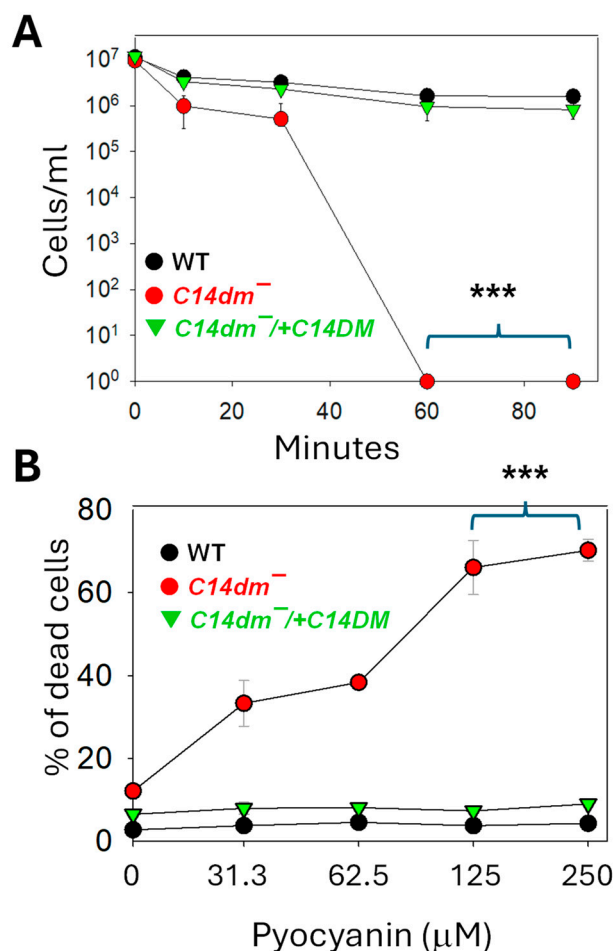 A
Cells/ml
10⁷
10⁶
10⁵
10⁴
10³
10²
10¹
10⁰
WT
C14dm⁻
C14dm⁻/+C14DM
***
0 20 40 60 80
Minutes
B
% of dead cells
80
60
40
20
0
WT
C14dm⁻
C14dm⁻/+C14DM
***
0 31.3 62.5 125 250
Pyocyanin (μM)